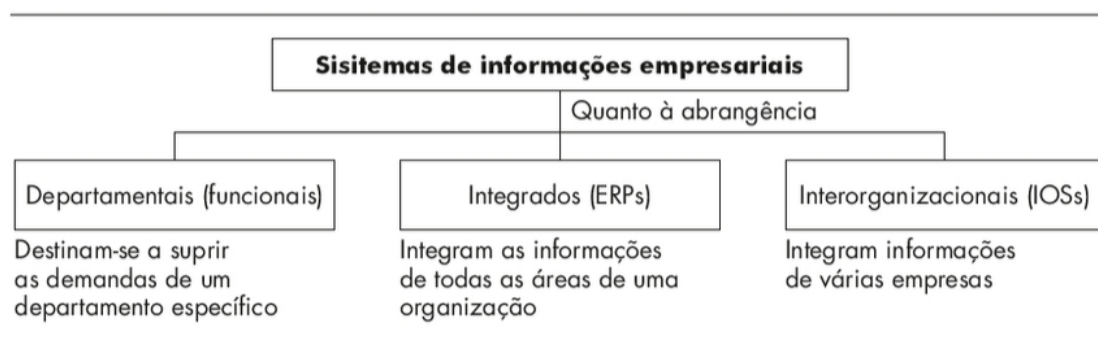 Sisitemas de informações empresariais
Quanto à abrangência
Departamentais (funcionais)
Destinam-se a suprir
as demandas de um
departamento específico
Integrados (ERPs)
Integram as informações
de todas as áreas de uma
organização
Interorganizacionais (IOSs)
Integram informações
de várias empresas